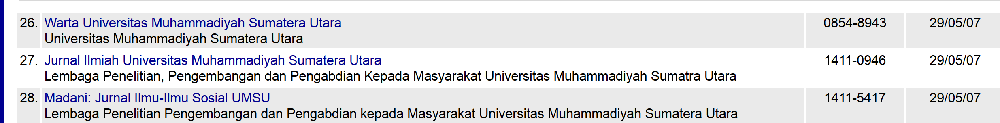 26. Warta Universitas Muhammadiyah Sumatera Utara 0854-8943 29/05/07
Universitas Muhammadiyah Sumatera Utara
27. Jurnal Ilmiah Universitas Muhammadiyah Sumatera Utara 1411-0946 29/05/07
Lembaga Penelitian, Pengembangan dan Pengabdian Kepada Masyarakat Universitas Muhammadiyah Sumatra Utara
28. Madani: Jurnal Ilmu-Ilmu Sosial UMSU 1411-5417 29/05/07
Lembaga Penelitian Pengembangan dan Pengabdian kepada Masyarakat Universitas Muhammadiyah Sumatera Utara